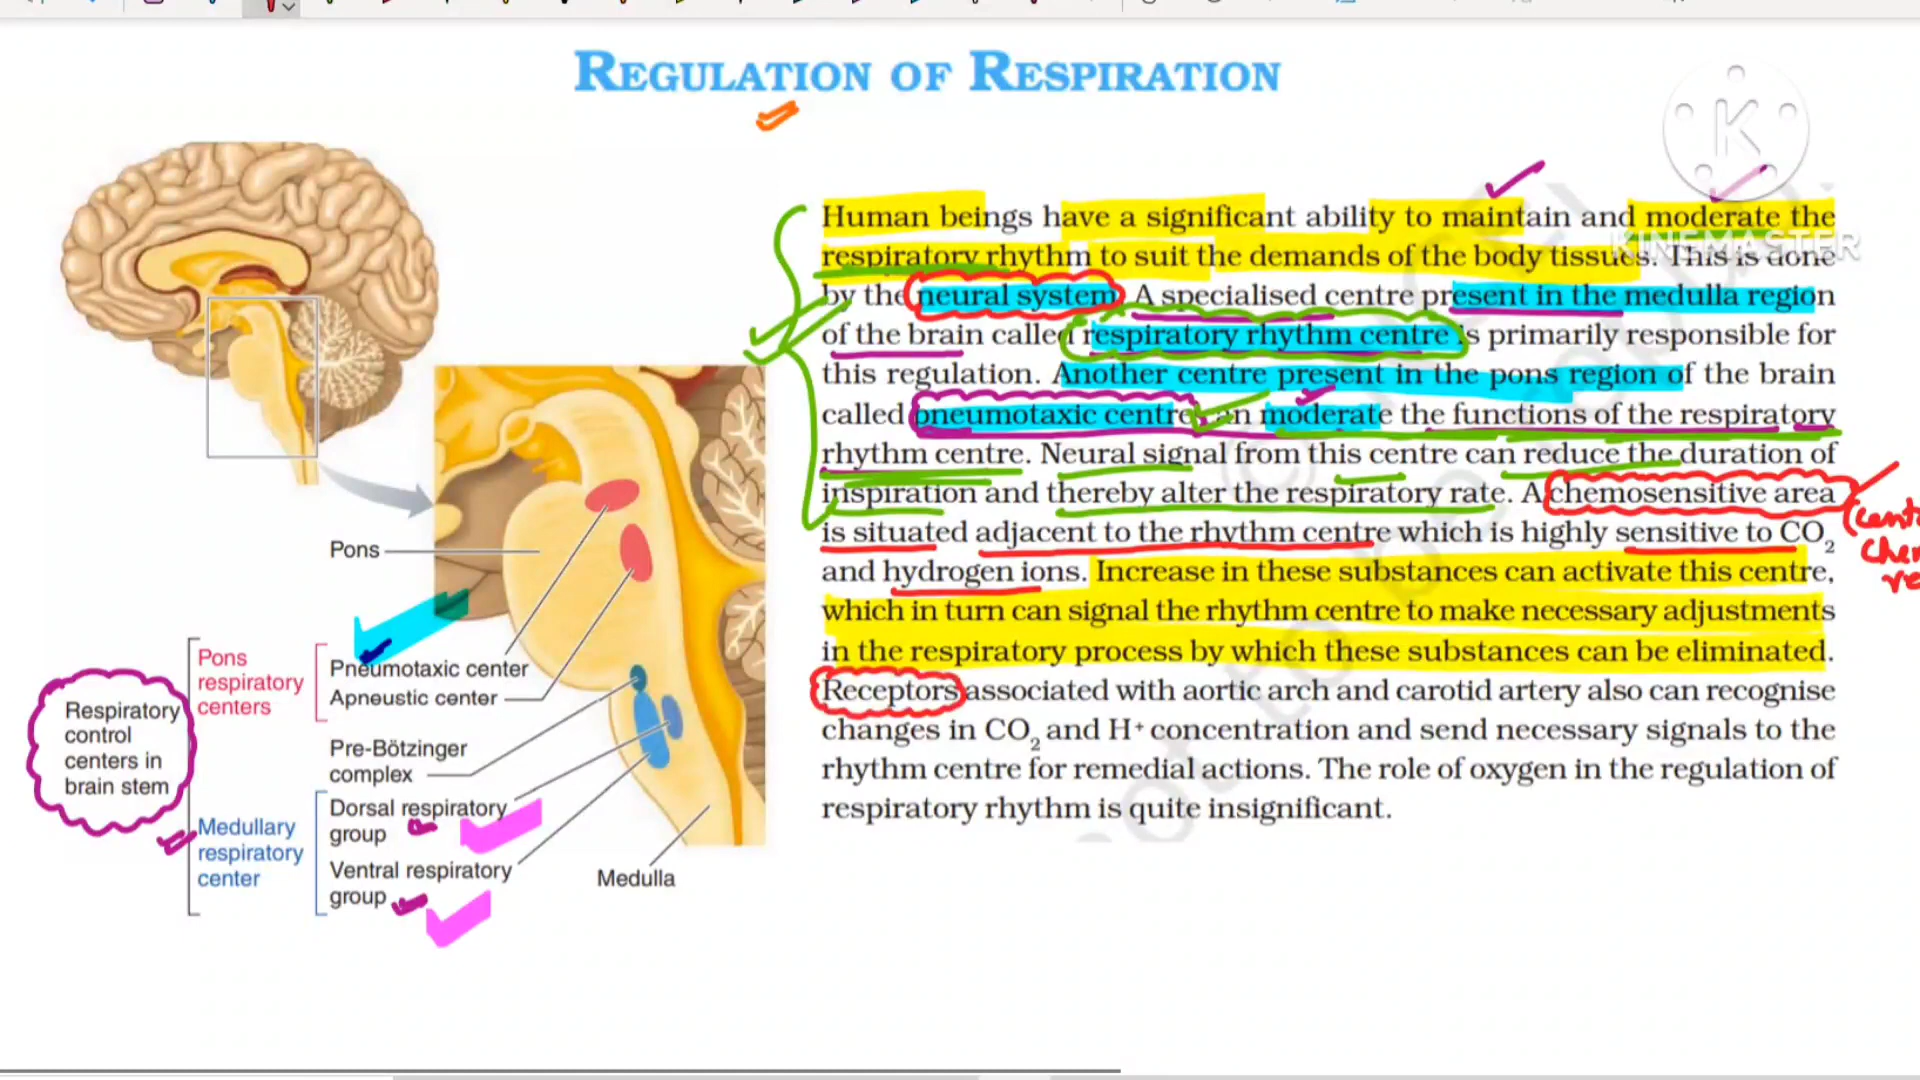 REGULATION OF RESPIRATION
K
KINEMASTER
Human beings have a significant ability to maintain and moderate the
respiratory rhythm to suit the demands of the body tissues. This is done
by the neural system. A specialised centre present in the medulla region
of the brain called respiratory rhythm centre is primarily responsible for
this regulation. Another centre present in the pons region of the brain
called pneumotaxic centre can moderate the functions of the respiratory
rhythm centre. Neural signal from this centre can reduce the duration of
inspiration and thereby alter the respiratory rate. A chemosensitive area
is situated adjacent to the rhythm centre which is highly sensitive to CO₂
and hydrogen ions. Increase in these substances can activate this centre,
which in turn can signal the rhythm centre to make necessary adjustments
in the respiratory process by which these substances can be eliminated.
Receptors associated with aortic arch and carotid artery also can recognise
changes in CO₂ and H⁺ concentration and send necessary signals to the
rhythm centre for remedial actions. The role of oxygen in the regulation of
respiratory rhythm is quite insignificant.
Pons
Respiratory
control
centers in
brain stem
Pons
respiratory
centers
Pneumotaxic center
Apneustic center
Pre-Bötzinger
complex
Medullary
respiratory
center
Dorsal respiratory
group
Ventral respiratory
group
Medulla